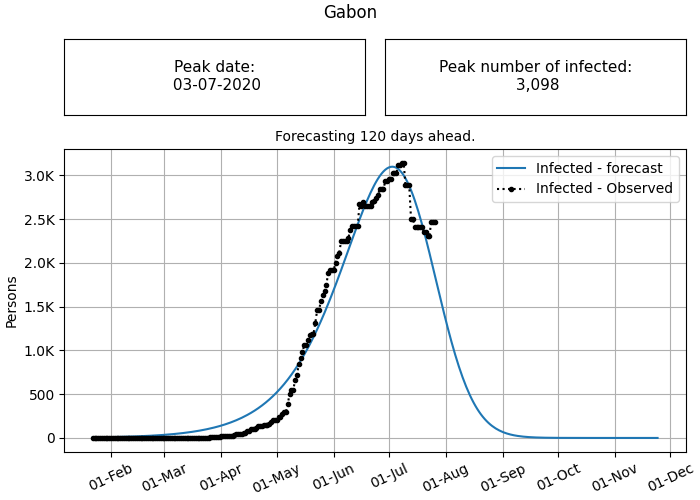 Gabon
Peak date:
03-07-2020
Peak number of infected:
3,098
Forecasting 120 days ahead.
Infected - forecast
Infected - Observed
Persons
3.0K
2.5K
2.0K
1.5K
1.0K
500
0
01-Feb
01-Mar
01-Apr
01-May
01-Jun
01-Jul
01-Aug
01-Sep
01-Oct
01-Nov
01-Dec